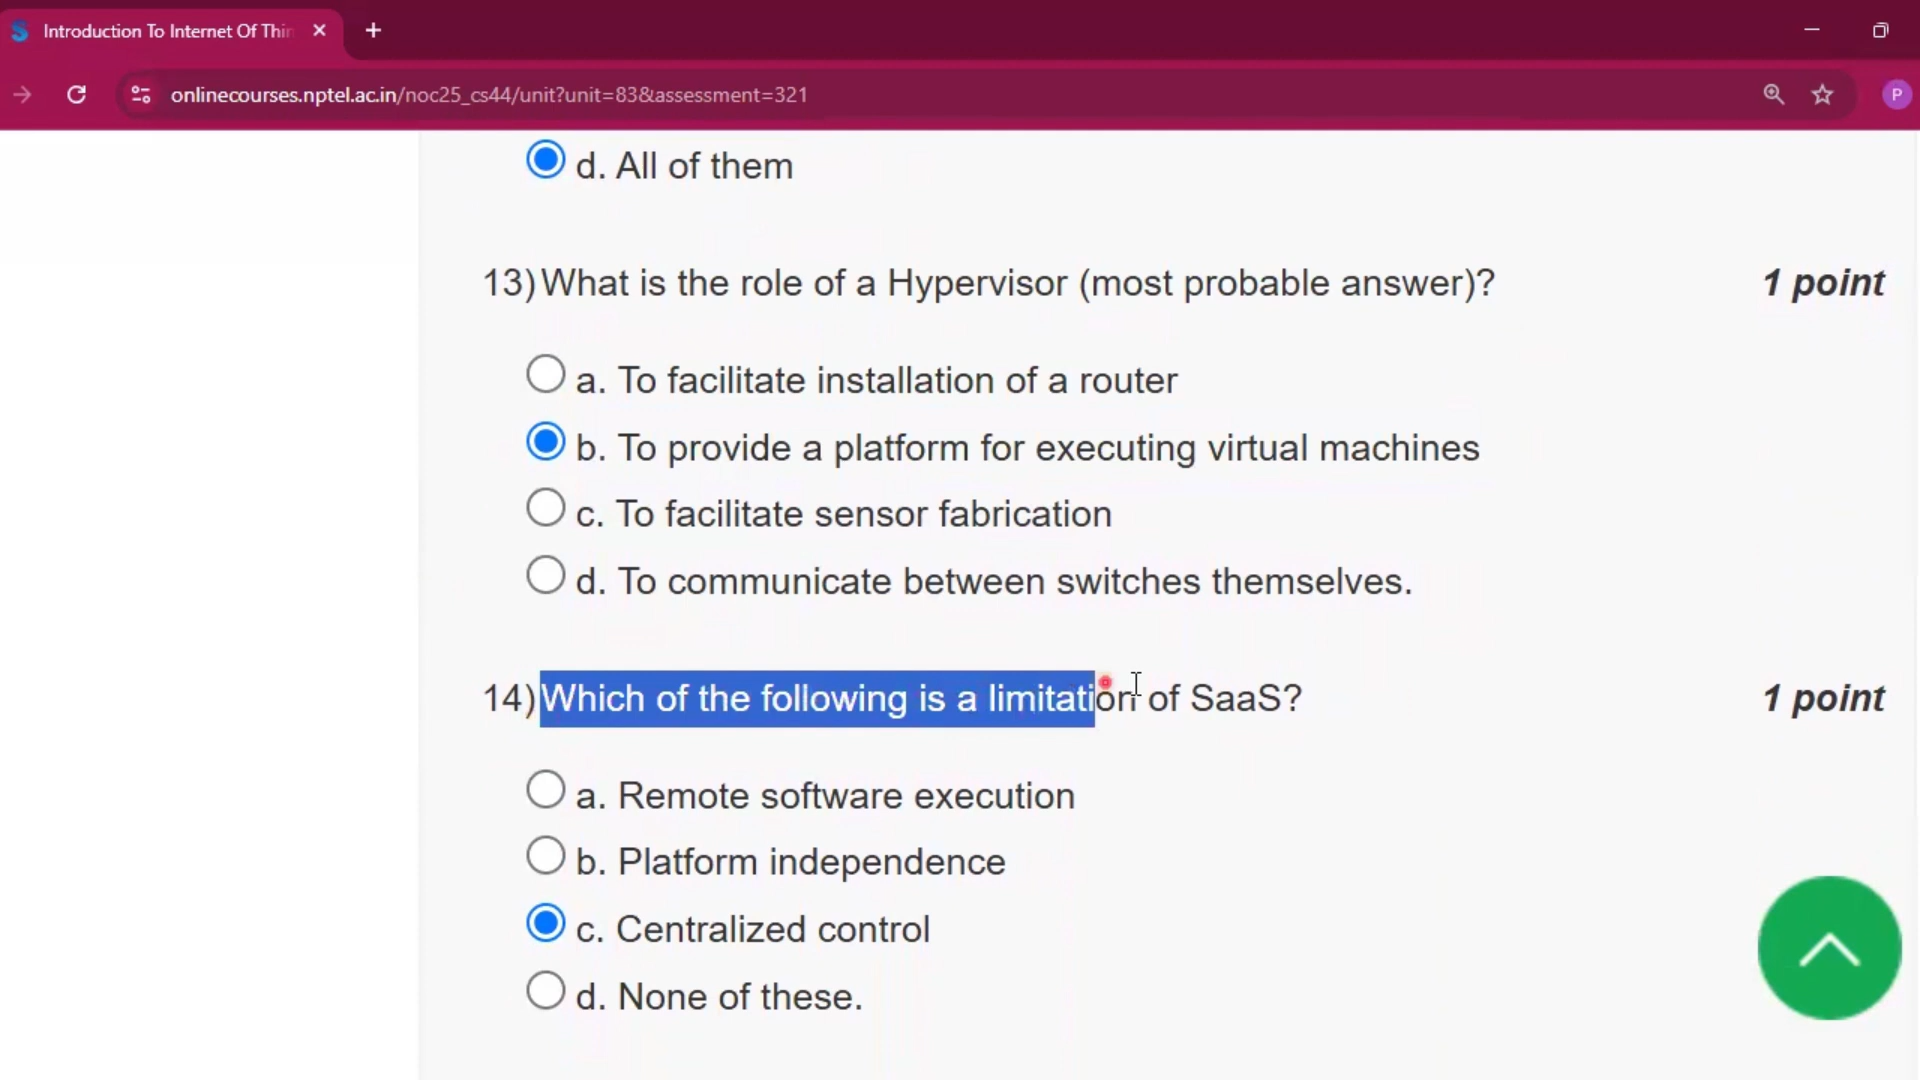 Introduction To Internet Of Thin
onlinecourses.nptel.ac.in/noc25_cs44/unit?unit=83&assessment=321
P
d. All of them
13) What is the role of a Hypervisor (most probable answer)? 1 point
a. To facilitate installation of a router
b. To provide a platform for executing virtual machines
c. To facilitate sensor fabrication
d. To communicate between switches themselves.
14) Which of the following is a limitation of SaaS? 1 point
a. Remote software execution
b. Platform independence
c. Centralized control
d. None of these.